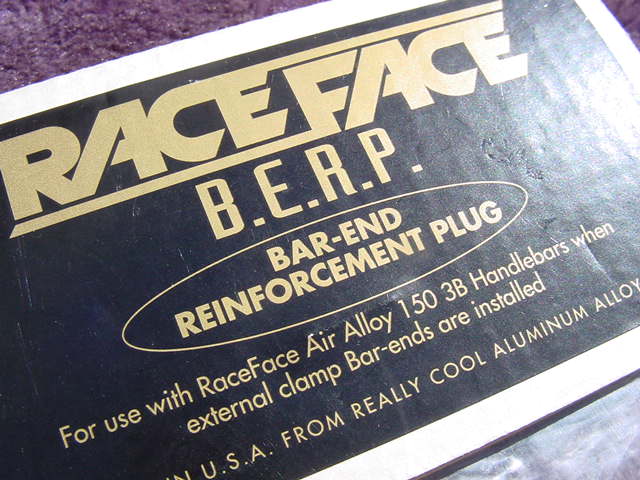 RACEFACE
B.E.R.P.
BAR-END
REINFORCEMENT PLUG
For use with RaceFace Air Alloy 150 3B Handlebars when
external clamp Bar-ends are installed
IN U.S.A. FROM REALLY COOL ALUMINUM ALLOY